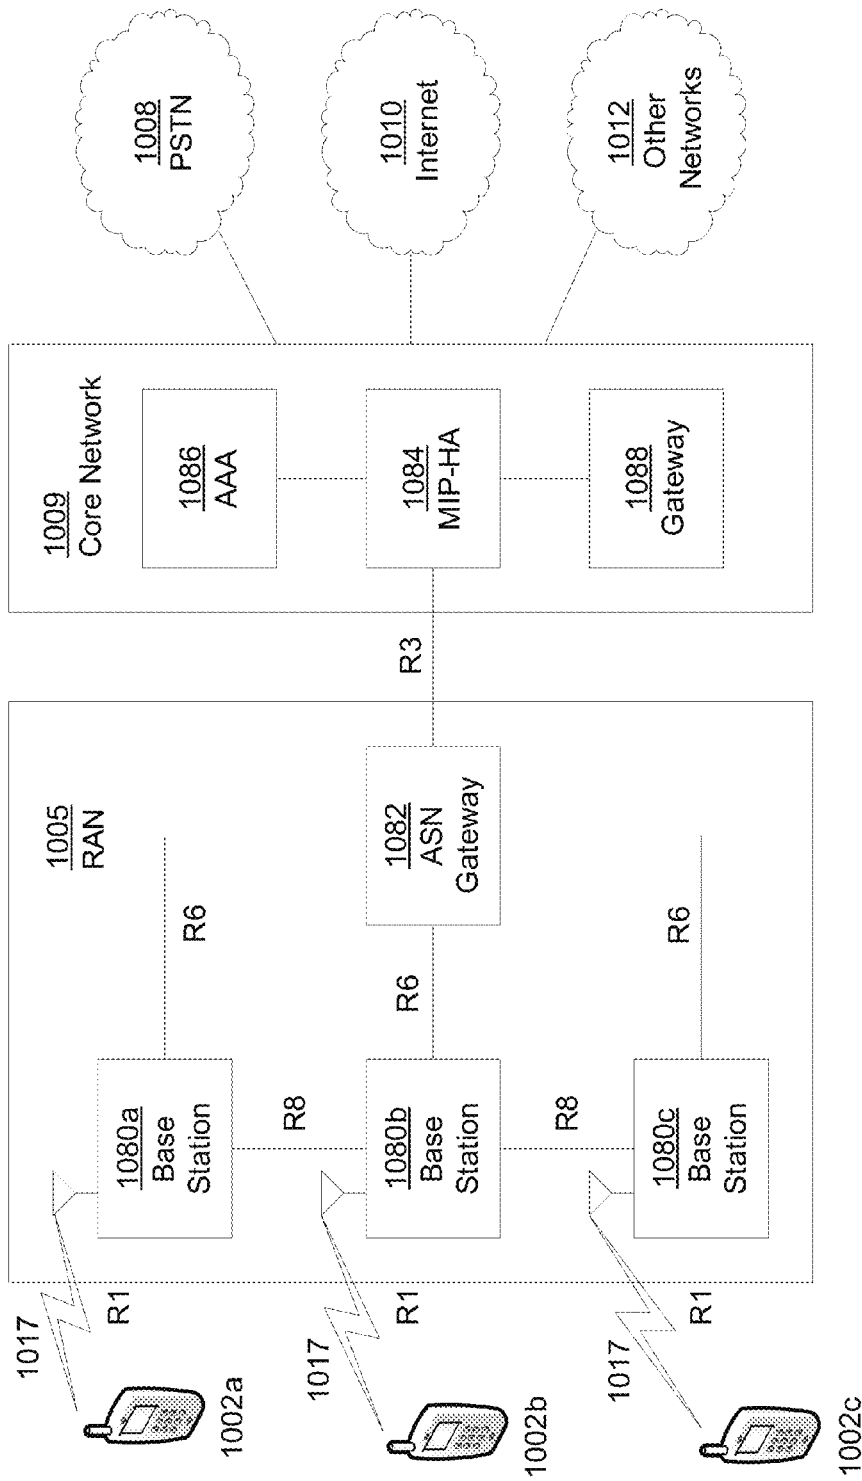 1002a
1017
R1
1002b
1017
R1
1002c
1017
R1
1005
RAN
1080a
Base
Station
R6
R8
1080b
Base
Station
R6
1082
ASN
Gateway
R8
1080c
Base
Station
R6
R3
1009
Core Network
1086
AAA
1084
MIP-HA
1088
Gateway
1008
PSTN
1010
Internet
1012
Other
Networks